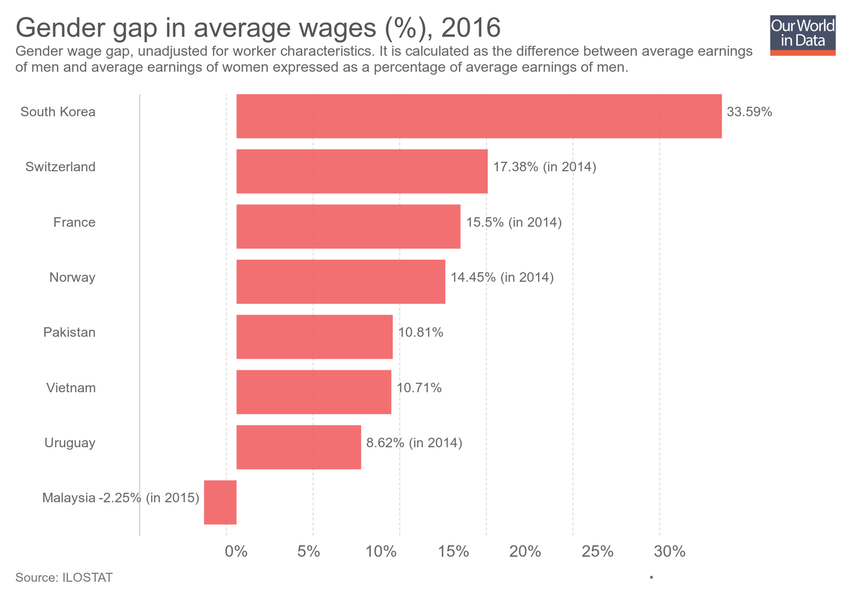 Gender gap in average wages (%), 2016
Our World
in Data
Gender wage gap, unadjusted for worker characteristics. It is calculated as the difference between average earnings
of men and average earnings of women expressed as a percentage of average earnings of men.
South Korea 33.59%
Switzerland 17.38% (in 2014)
France 15.5% (in 2014)
Norway 14.45% (in 2014)
Pakistan 10.81%
Vietnam 10.71%
Uruguay 8.62% (in 2014)
Malaysia -2.25% (in 2015)
0% 5% 10% 15% 20% 25% 30%
Source: ILOSTAT